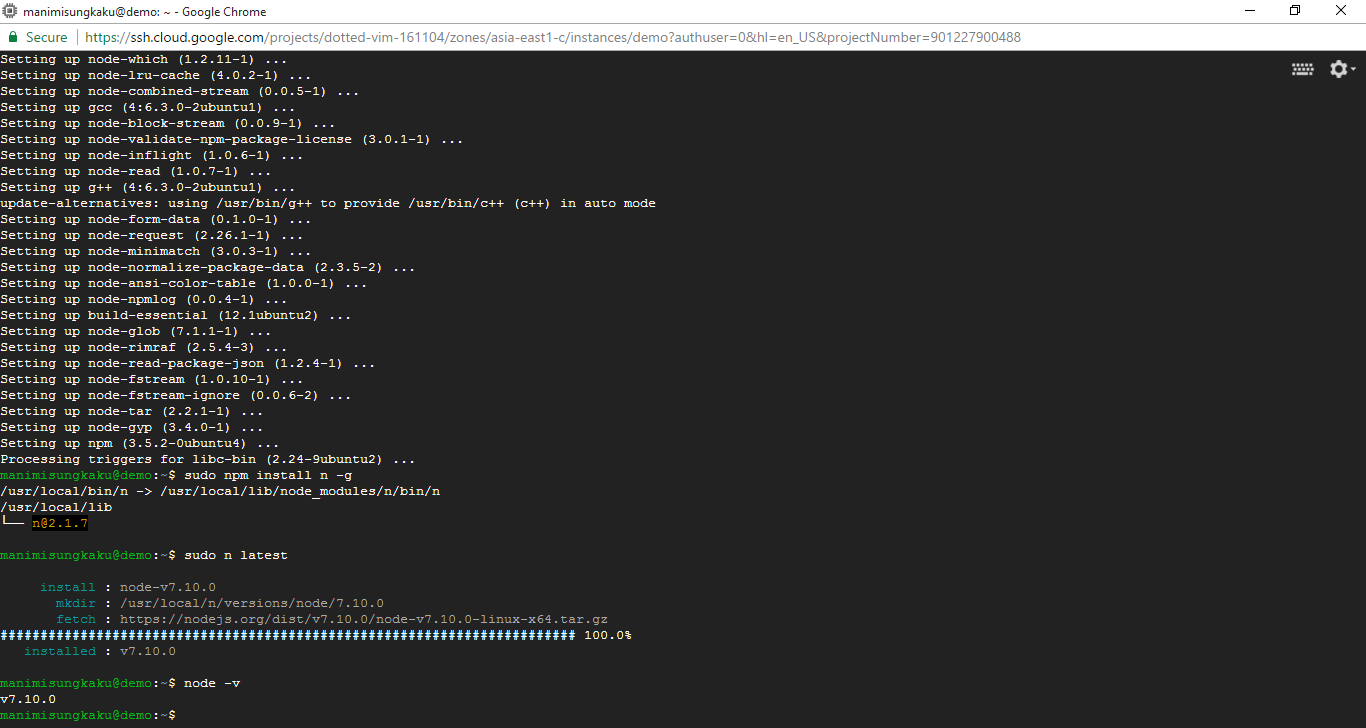 manimisungkaku@demo: ~ - Google Chrome
Secure | https://ssh.cloud.google.com/projects/dotted-vim-161104/zones/asia-east1-c/instances/demo?authuser=0&hl=en_US&projectNumber=901227900488
Setting up node-which (1.2.11-1) ...
Setting up node-lru-cache (4.0.2-1) ...
Setting up node-combined-stream (0.0.5-1) ...
Setting up gcc (4:6.3.0-2ubuntu1) ...
Setting up node-block-stream (0.0.9-1) ...
Setting up node-validate-npm-package-license (3.0.1-1) ...
Setting up node-inflight (1.0.6-1) ...
Setting up node-read (1.0.7-1) ...
Setting up g++ (4:6.3.0-2ubuntu1) ...
update-alternatives: using /usr/bin/g++ to provide /usr/bin/c++ (c++) in auto mode
Setting up node-form-data (0.1.0-1) ...
Setting up node-request (2.26.1-1) ...
Setting up node-minimatch (3.0.3-1) ...
Setting up node-normalize-package-data (2.3.5-2) ...
Setting up node-ansi-color-table (1.0.0-1) ...
Setting up node-npmlog (0.0.4-1) ...
Setting up build-essential (12.1ubuntu2) ...
Setting up node-glob (7.1.1-1) ...
Setting up node-rimraf (2.5.4-3) ...
Setting up node-read-package-json (1.2.4-1) ...
Setting up node-fstream (1.0.10-1) ...
Setting up node-fstream-ignore (0.0.6-2) ...
Setting up node-tar (2.2.1-1) ...
Setting up node-gyp (3.4.0-1) ...
Setting up npm (3.5.2-0ubuntu4) ...
Processing triggers for libc-bin (2.24-9ubuntu2) ...
manimisungkaku@demo:~$ sudo npm install n -g
/usr/local/bin/n -> /usr/local/lib/node_modules/n/bin/n
/usr/local/lib
└── n@2.1.7
manimisungkaku@demo:~$ sudo n latest
install : node-v7.10.0
mkdir : /usr/local/n/versions/node/7.10.0
fetch : https://nodejs.org/dist/v7.10.0/node-v7.10.0-linux-x64.tar.gz
######################################################################## 100.0%
installed : v7.10.0
manimisungkaku@demo:~$ node -v
v7.10.0
manimisungkaku@demo:~$